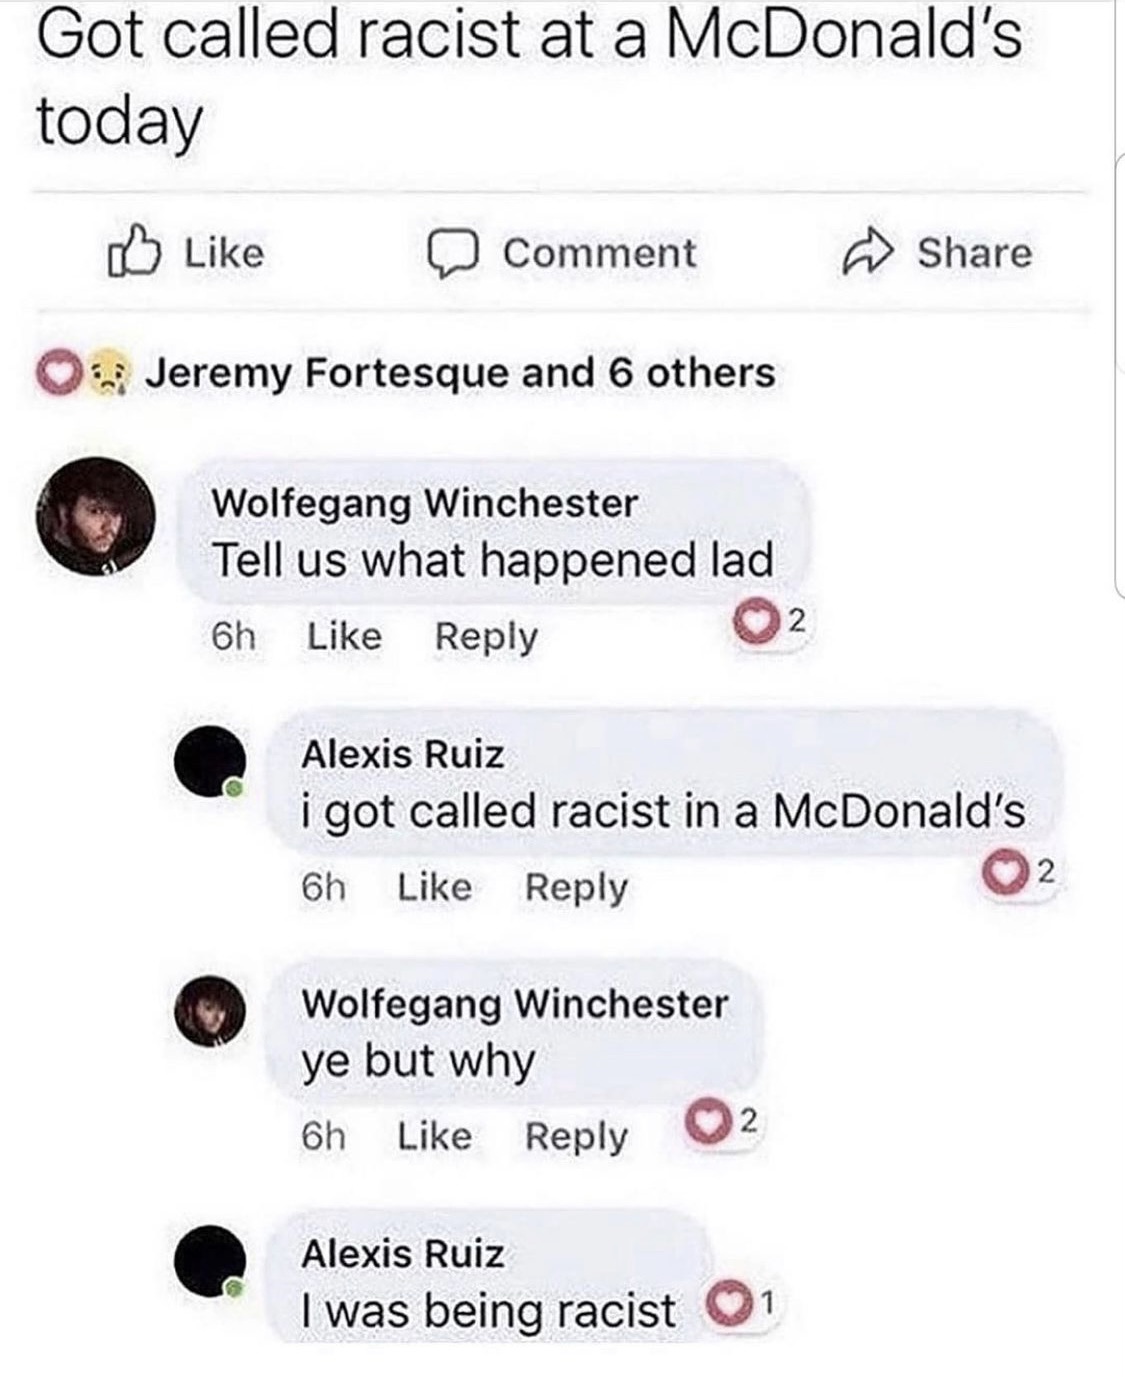 Got called racist at a McDonald's
today
Like Comment Share
Jeremy Fortesque and 6 others
Wolfegang Winchester
Tell us what happened lad
6h Like Reply 2
Alexis Ruiz
i got called racist in a McDonald's
6h Like Reply 2
Wolfegang Winchester
ye but why
6h Like Reply 2
Alexis Ruiz
I was being racist 1